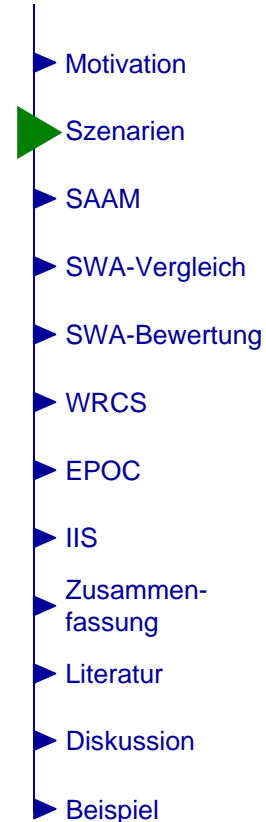 Motivation
Szenarien
SAAM
SWA-Vergleich
SWA-Bewertung
WRCS
EPOC
IIS
Zusammen-
fassung
Literatur
Diskussion
Beispiel